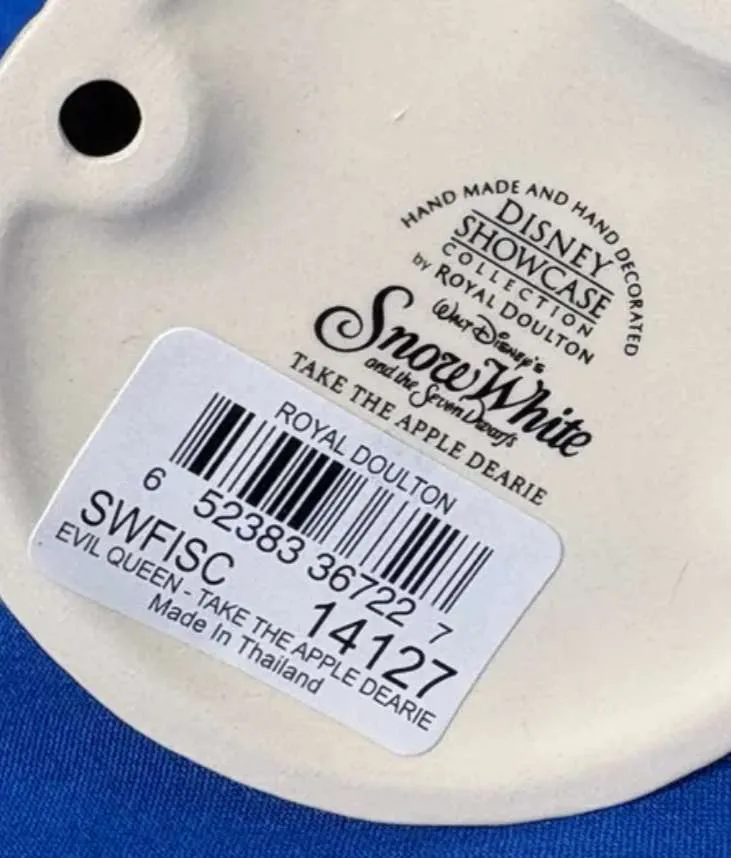 HAND MADE AND HAND DECORATED
DISNEY
SHOWCASE
COLLECTION
by ROYAL DOULTON
Walt Disney's
Snow White
and the Seven Dwarfs
TAKE THE APPLE DEARIE
ROYAL DOULTON
6 52383 36722 7
SWFISC
14127
EVIL QUEEN - TAKE THE APPLE DEARIE
Made In Thailand